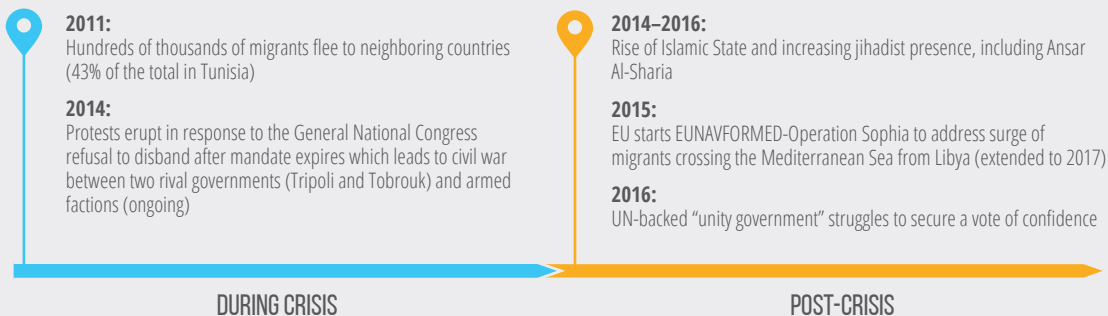 2011:
Hundreds of thousands of migrants flee to neighboring countries
(43% of the total in Tunisia)
2014:
Protests erupt in response to the General National Congress
refusal to disband after mandate expires which leads to civil war
between two rival governments (Tripoli and Tobrouk) and armed
factions (ongoing)
DURING CRISIS
2014–2016:
Rise of Islamic State and increasing jihadist presence, including Ansar
Al-Sharia
2015:
EU starts EUNAVFORMED-Operation Sophia to address surge of
migrants crossing the Mediterranean Sea from Libya (extended to 2017)
2016:
UN-backed “unity government” struggles to secure a vote of confidence
POST-CRISIS